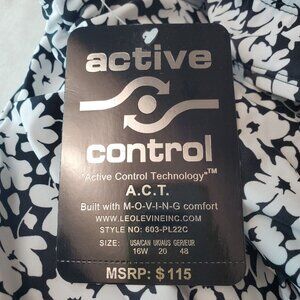 active
control
"Active Control Technology"™
A.C.T.
Built with M-O-V-I-N-G comfort
WWW.LEOLEVINEINC.COM
STYLE NO: 603-PL22C
SIZE: USA/CAN UK/AUS GER/EUR
16W 20 48
MSRP: $115